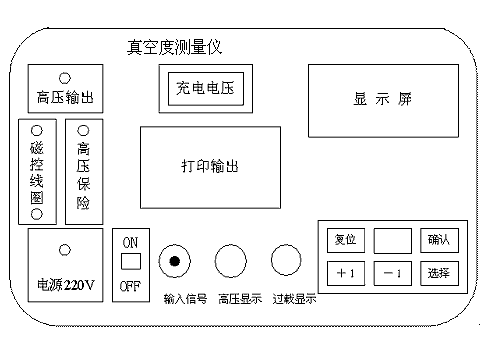 真空度测量仪
高压输出
充电电压
显 示 屏
磁控线圈
高压保险
打印输出
电源220V
ON
OFF
输入信号
高压显示
过载显示
复位
确认
+1
-1
选择